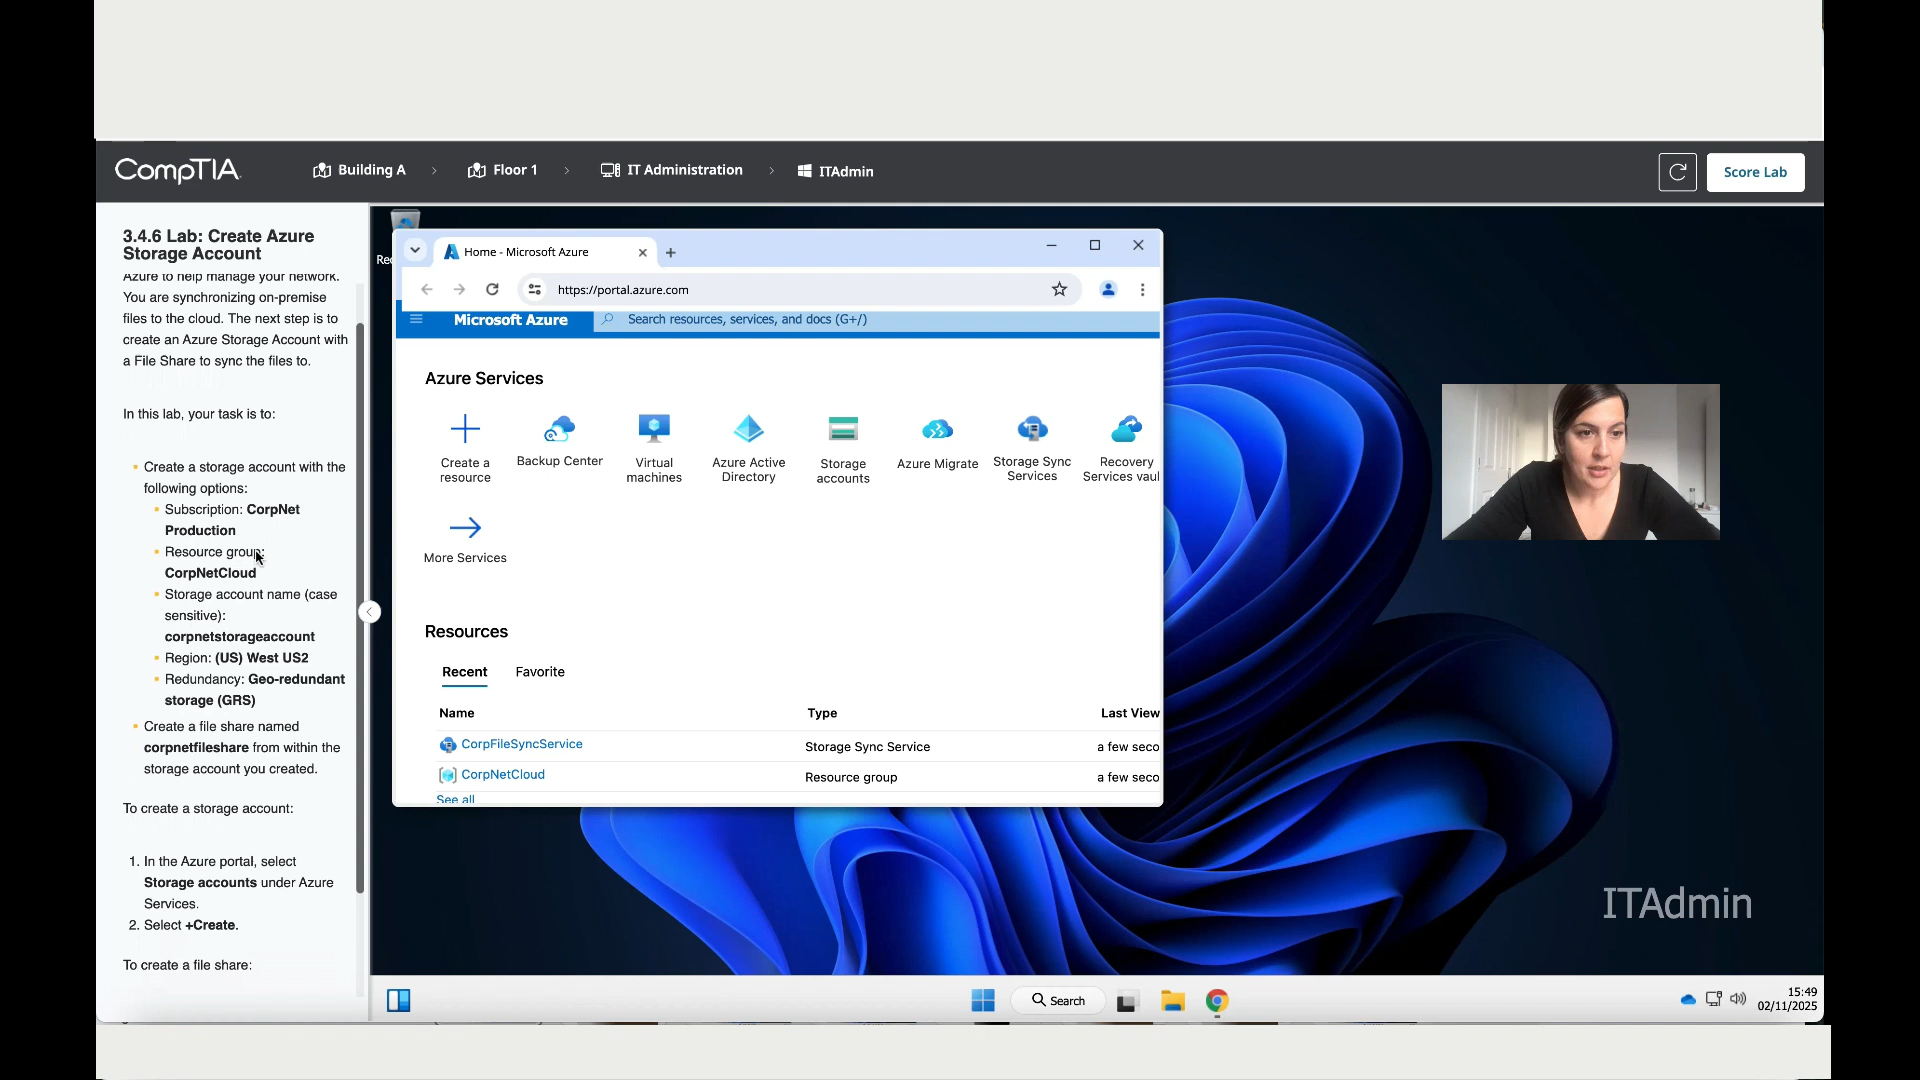 CompTIA.
Building A
Floor 1
IT Administration
ITAdmin
Score Lab
3.4.6 Lab: Create Azure
Storage Account
Azure to help manage your network.
You are synchronizing on-premise
files to the cloud. The next step is to
create an Azure Storage Account with
a File Share to sync the files to.
In this lab, your task is to:
Create a storage account with the
following options:
Subscription: CorpNet
Production
Resource group:
CorpNetCloud
Storage account name (case
sensitive):
corpnetstorageaccount
Region: (US) West US2
Redundancy: Geo-redundant
storage (GRS)
Create a file share named
corpnetfileshare from within the
storage account you created.
To create a storage account:
1. In the Azure portal, select
Storage accounts under Azure
Services.
2. Select +Create.
To create a file share:
Rec
Home - Microsoft Azure
https://portal.azure.com
Microsoft Azure
Search resources, services, and docs (G+/)
Azure Services
Create a
resource
Backup Center
Virtual
machines
Azure Active
Directory
Storage
accounts
Azure Migrate
Storage Sync
Services
Recovery
Services vaul
More Services
Resources
Recent
Favorite
Name
Type
Last View
CorpFileSyncService
Storage Sync Service
a few seco
CorpNetCloud
Resource group
a few seco
See all
ITAdmin
Search
15:49
02/11/2025